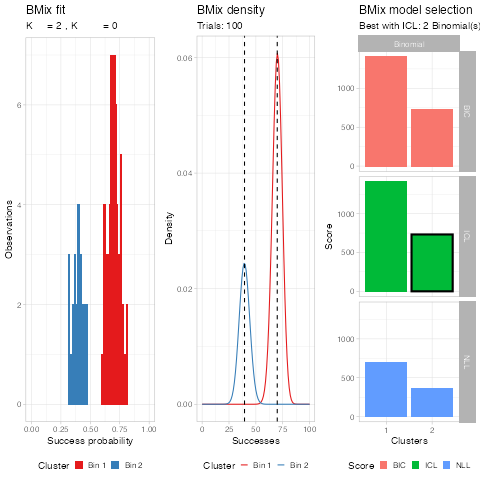 BMix fit
K = 2 , K = 0
Observations
6
4
2
0
0.00 0.25 0.50 0.75 1.00
Success probability
Cluster Bin 1 Bin 2
BMix density
Trials: 100
Density
0.06
0.04
0.02
0.00
0 25 50 75 100
Successes
Cluster Bin 1 Bin 2
BMix model selection
Best with ICL: 2 Binomial(s)
Binomial
Score
1000
500
0
BIC
1000
500
0
ICL
1000
500
0
NLL
1 2
Clusters
Score BIC ICL NLL